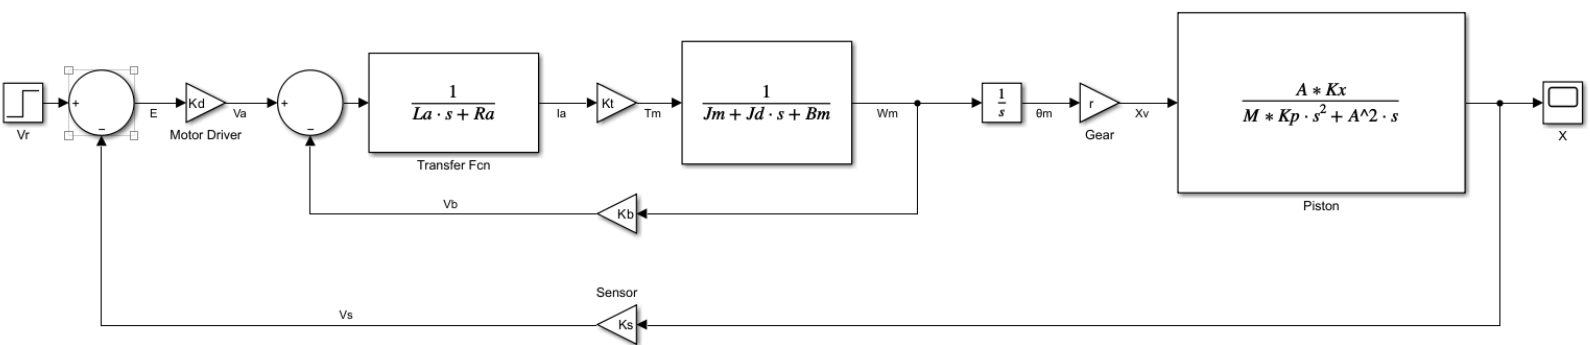 Vr
+
−
E
Kd
Motor Driver
Va
+
−
1
La · s + Ra
Transfer Fcn
Ia
Kt
Tm
1
Jm + Jd · s + Bm
Wm
1
s
θm
r
Gear
Xv
A * Kx
M * Kp · s² + A^2 · s
Piston
X
Vb
Kb
Sensor
Vs
Ks